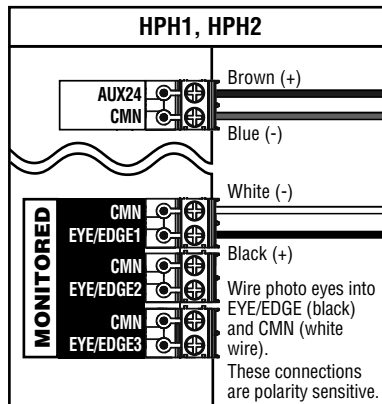 HPH1, HPH2
AUX24
CMN
Brown (+)
Blue (-)
MONITORED
CMN
EYE/EDGE1
CMN
EYE/EDGE2
CMN
EYE/EDGE3
White (-)
Black (+)
Wire photo eyes into
EYE/EDGE (black)
and CMN (white
wire).
These connections
are polarity sensitive.